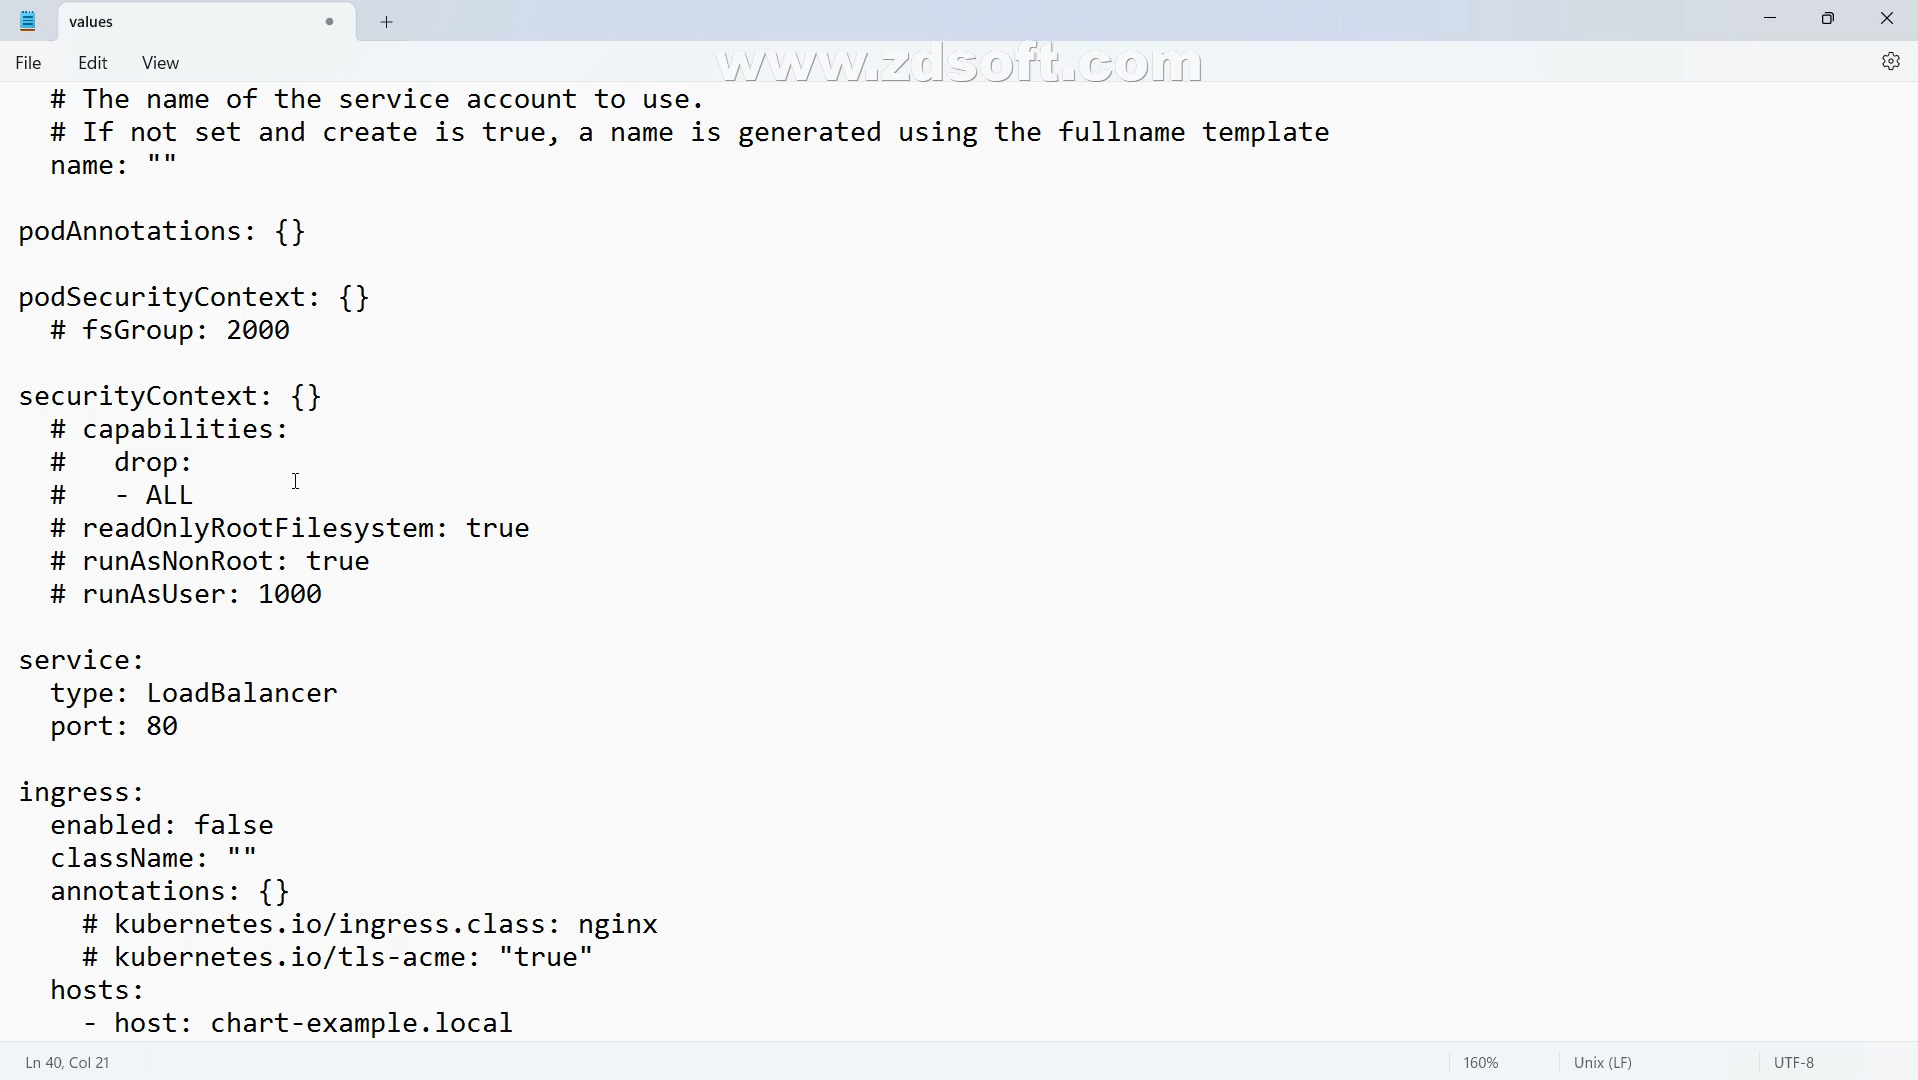 values
File Edit View
www.zdsoft.com
# The name of the service account to use.
# If not set and create is true, a name is generated using the fullname template
name: ""
podAnnotations: {}
podSecurityContext: {}
# fsGroup: 2000
securityContext: {}
# capabilities:
#   drop:
#   - ALL
# readOnlyRootFilesystem: true
# runAsNonRoot: true
# runAsUser: 1000
service:
type: LoadBalancer
port: 80
ingress:
enabled: false
className: ""
annotations: {}
# kubernetes.io/ingress.class: nginx
# kubernetes.io/tls-acme: "true"
hosts:
- host: chart-example.local
Ln 40, Col 21 160% Unix (LF) UTF-8